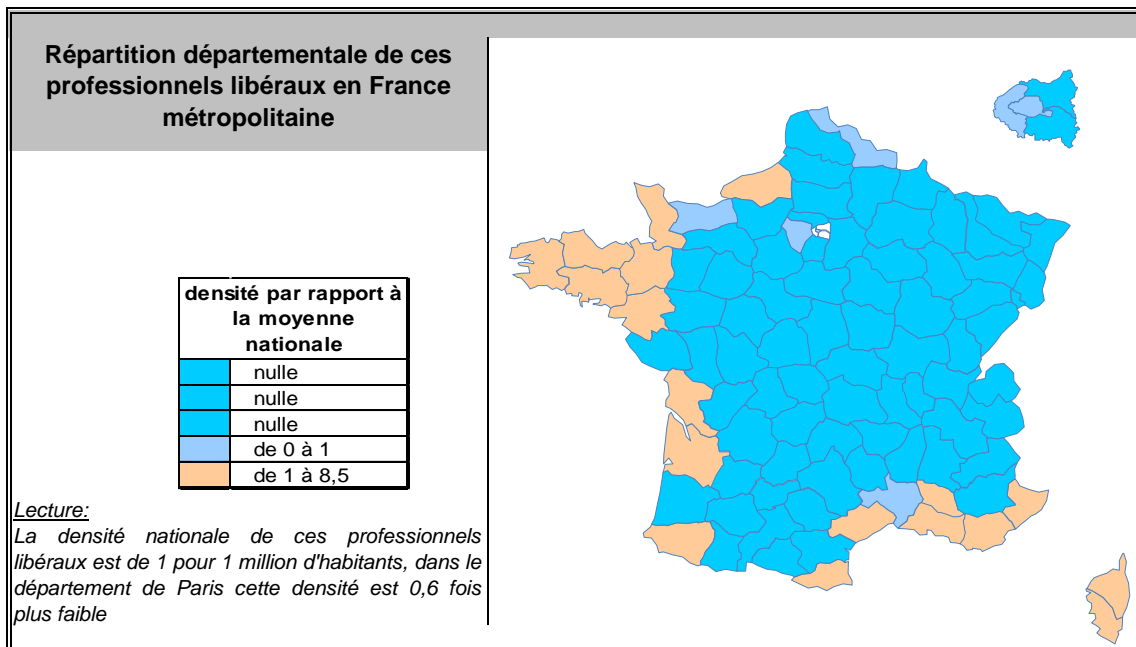 Répartition départementale de ces
professionnels libéraux en France
métropolitaine
densité par rapport à
la moyenne
nationale
nulle
nulle
nulle
de 0 à 1
de 1 à 8,5
Lecture:
La densité nationale de ces professionnels
libéraux est de 1 pour 1 million d'habitants, dans le
département de Paris cette densité est 0,6 fois
plus faible